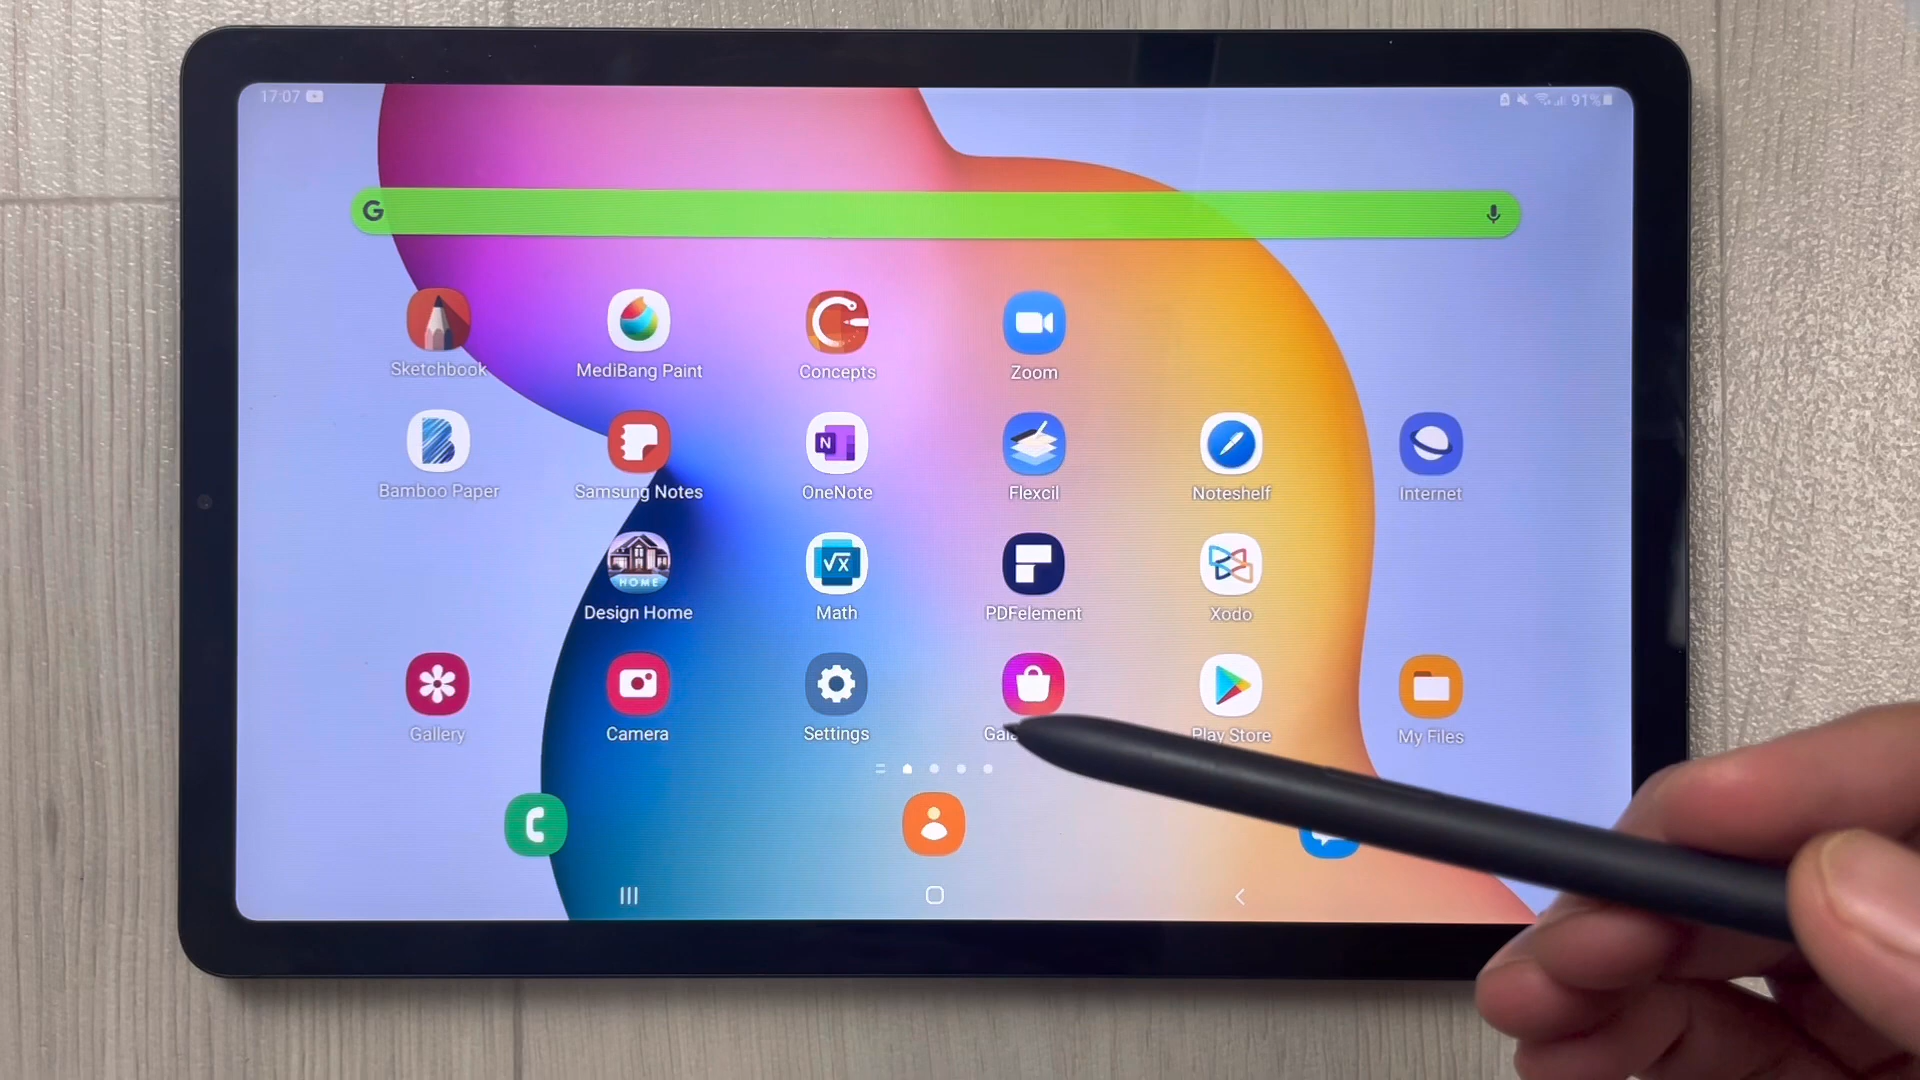 17:07
91%
G
Sketchbook
MediBang Paint
Concepts
Zoom
Bamboo Paper
Samsung Notes
N
OneNote
Flexcil
Noteshelf
Internet
HOME
Design Home
√x
Math
PDFelement
Xodo
Gallery
Camera
Settings
Play Store
My Files